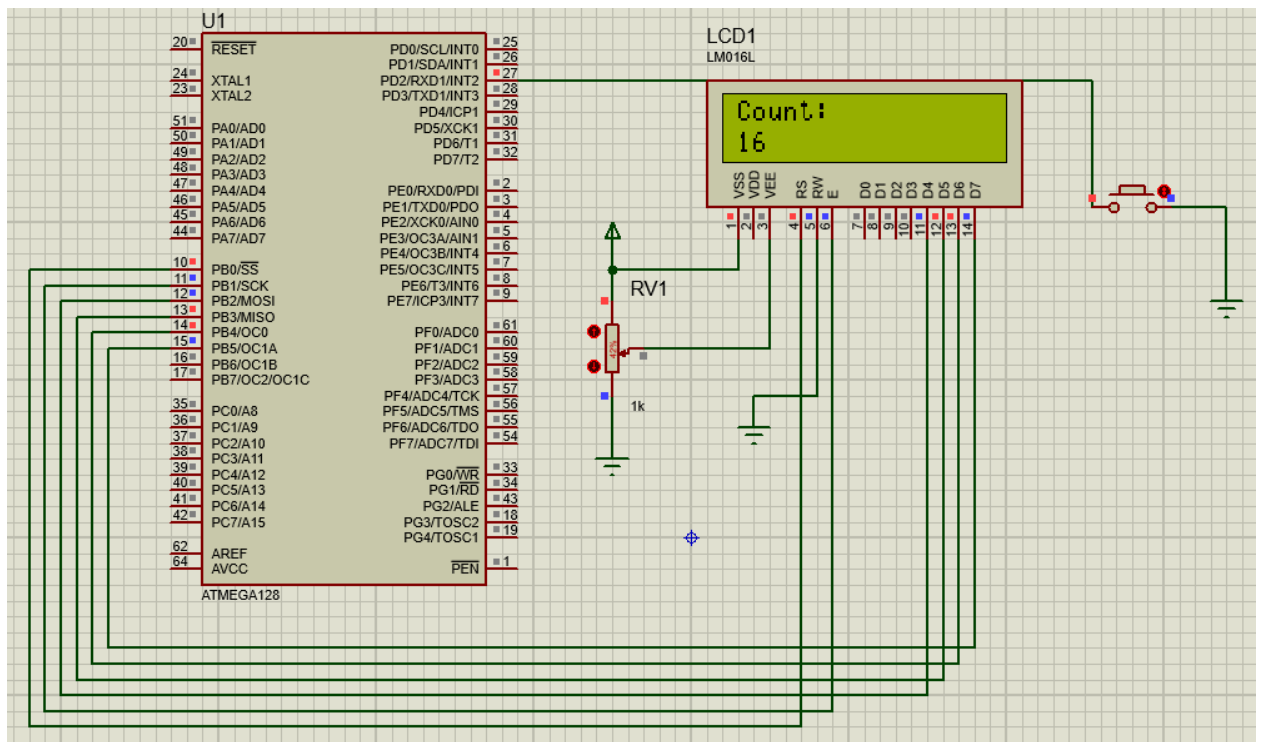 U1
20 RESET
24 XTAL1
23 XTAL2
51 PA0/AD0
50 PA1/AD1
49 PA2/AD2
48 PA3/AD3
47 PA4/AD4
46 PA5/AD5
45 PA6/AD6
44 PA7/AD7
10 PB0/SS
11 PB1/SCK
12 PB2/MOSI
13 PB3/MISO
14 PB4/OC0
15 PB5/OC1A
16 PB6/OC1B
17 PB7/OC2/OC1C
35 PC0/A8
36 PC1/A9
37 PC2/A10
38 PC3/A11
39 PC4/A12
40 PC5/A13
41 PC6/A14
42 PC7/A15
62 AREF
64 AVCC
PD0/SCL/INT0 25
PD1/SDA/INT1 26
PD2/RXD1/INT2 27
PD3/TXD1/INT3 28
PD4/ICP1 29
PD5/XCK1 30
PD6/T1 31
PD7/T2 32
PE0/RXD0/PDI 2
PE1/TXD0/PDO 3
PE2/XCK0/AIN0 4
PE3/OC3A/AIN1 5
PE4/OC3B/INT4 6
PE5/OC3C/INT5 7
PE6/T3/INT6 8
PE7/ICP3/INT7 9
PF0/ADC0 61
PF1/ADC1 60
PF2/ADC2 59
PF3/ADC3 58
PF4/ADC4/TCK 57
PF5/ADC5/TMS 56
PF6/ADC6/TDO 55
PF7/ADC7/TDI 54
PG0/WR 33
PG1/RD 34
PG2/ALE 43
PG3/TOSC2 18
PG4/TOSC1 19
PEN 1
ATMEGA128
LCD1
LM016L
Count:
16
VSS VDD VEE RS RW E D0 D1 D2 D3 D4 D5 D6 D7
1 2 3 4 5 6 7 8 9 10 11 12 13 14
RV1
42%
1k